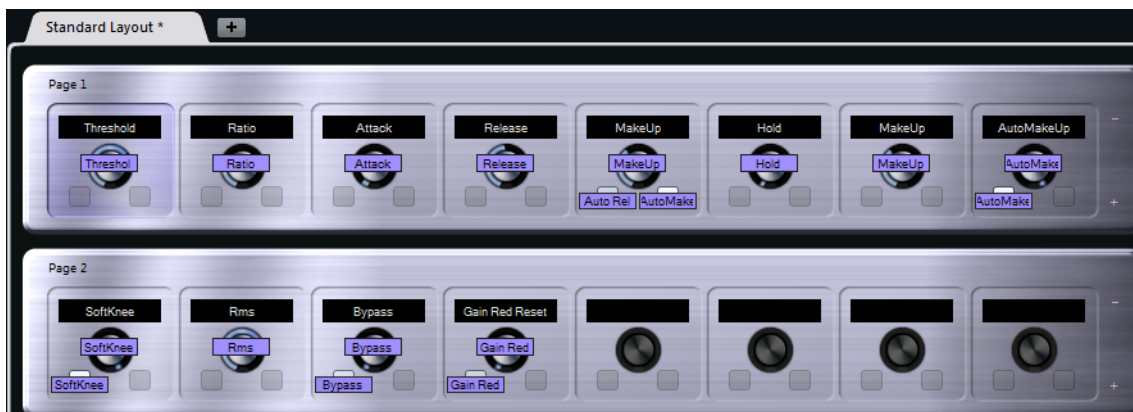 Standard Layout * +
Page 1
Threshold Ratio Attack Release MakeUp Hold MakeUp AutoMakeUp
Threshol Ratio Attack Release MakeUp Hold MakeUp AutoMake
Auto Rel AutoMake AutoMake
Page 2
SoftKnee Rms Bypass Gain Red Reset
SoftKnee Rms Bypass Gain Red
SoftKnee Bypass Gain Red